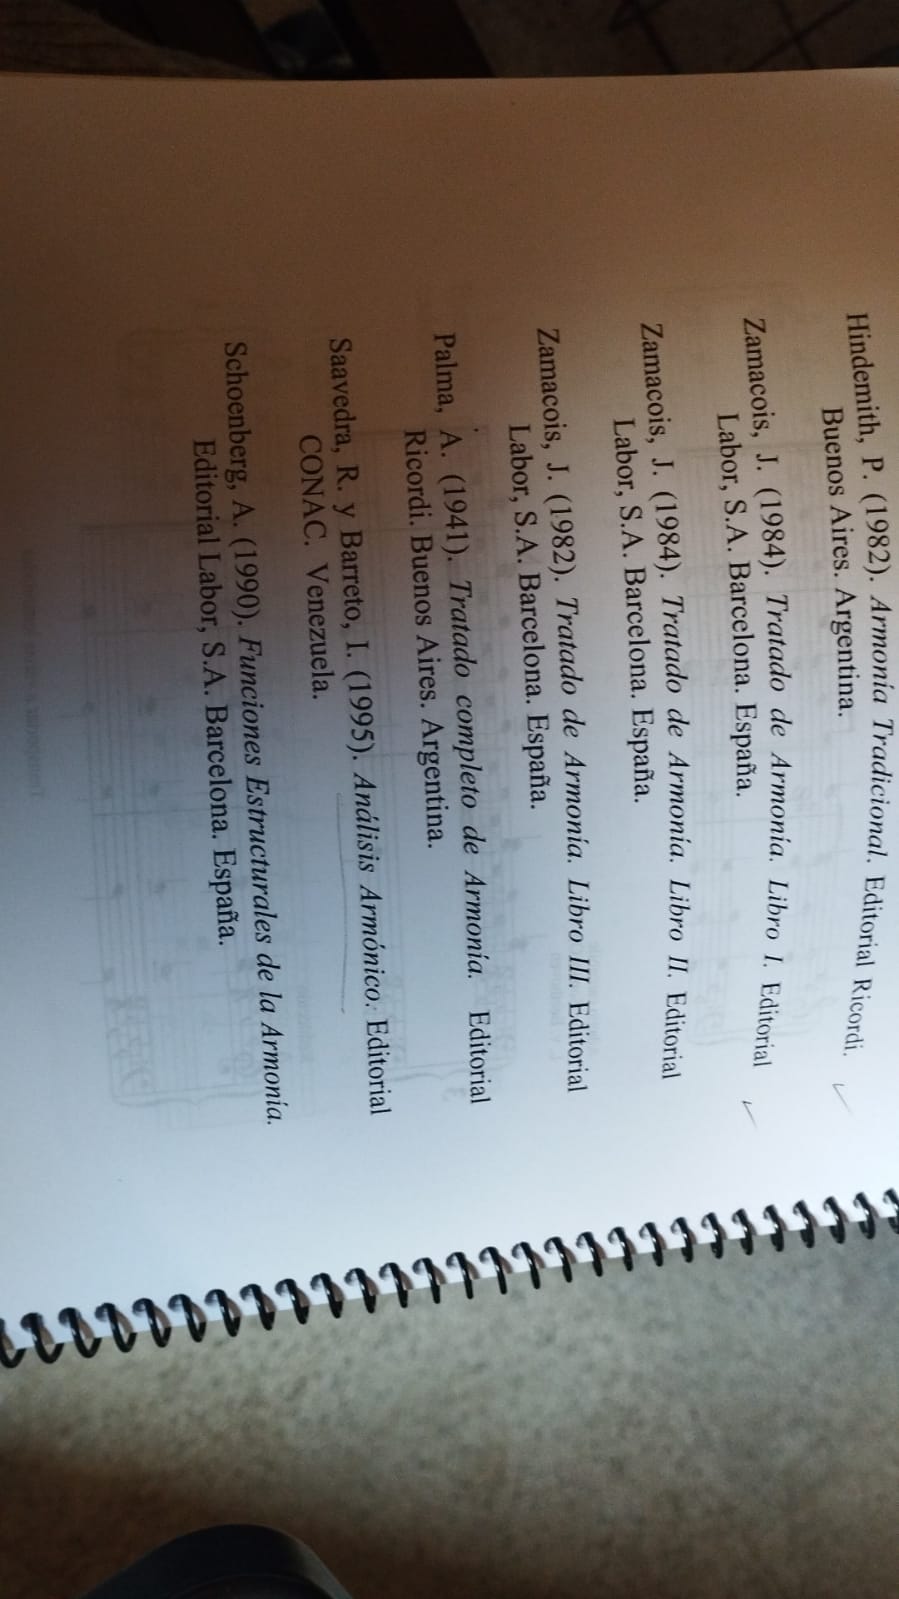 Hindemith, P. (1982). Armonía Tradicional. Editorial Ricordi.
Buenos Aires. Argentina.
Zamacois, J. (1984). Tratado de Armonía. Libro I. Editorial
Labor, S.A. Barcelona. España.
Zamacois, J. (1984). Tratado de Armonía. Libro II. Editorial
Labor, S.A. Barcelona. España.
Zamacois, J. (1982). Tratado de Armonía. Libro III. Editorial
Labor, S.A. Barcelona. España.
Palma, A. (1941). Tratado completo de Armonía. Editorial
Ricordi. Buenos Aires. Argentina.
Saavedra, R. y Barreto, I. (1995). Análisis Armónico. Editorial
CONAC. Venezuela.
Schoenberg, A. (1990). Funciones Estructurales de la Armonía.
Editorial Labor, S.A. Barcelona. España.